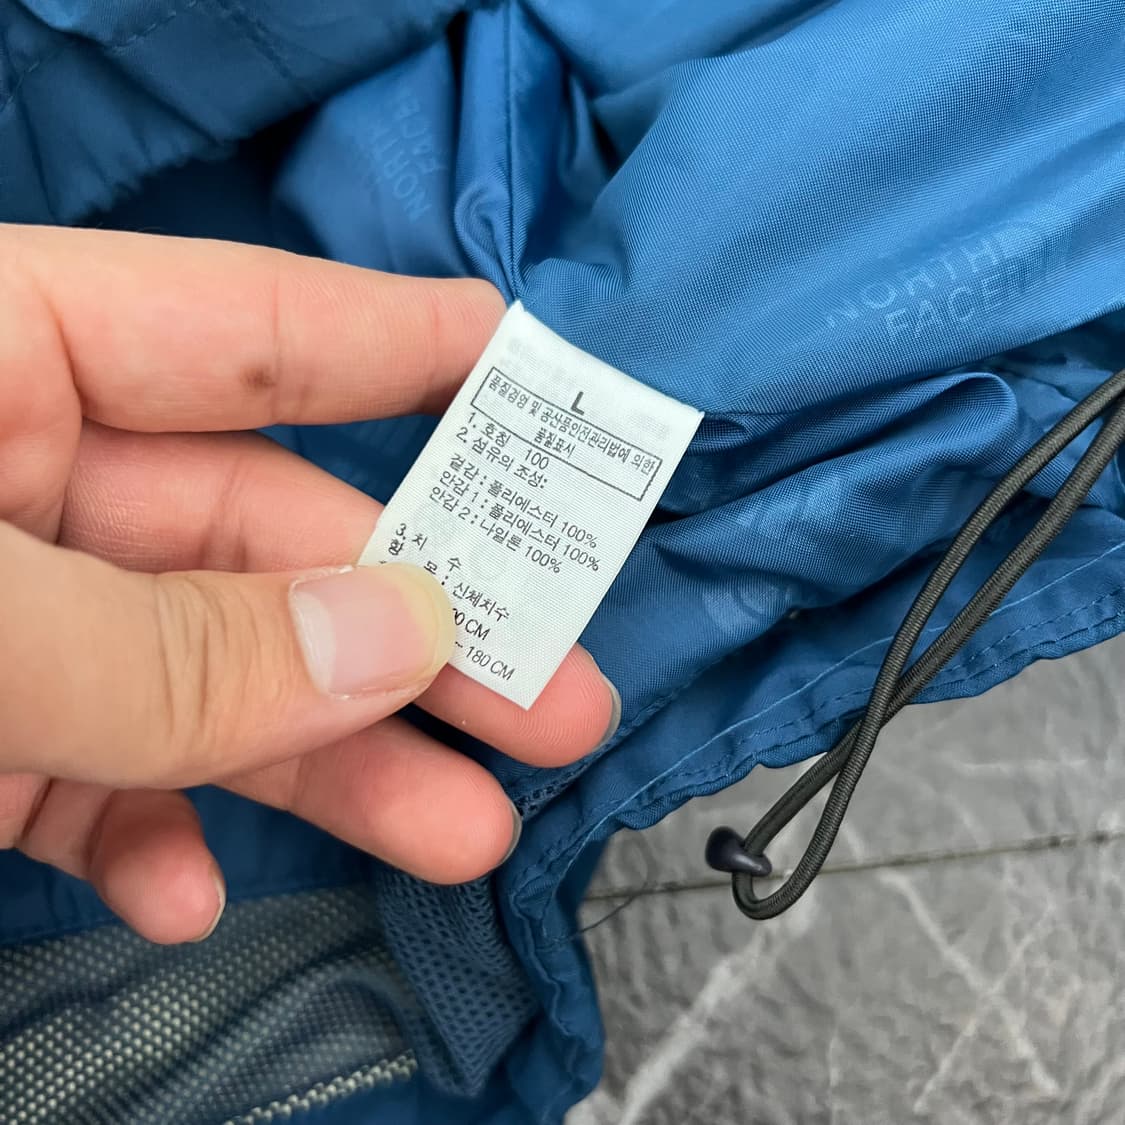 NORTH
FACE
NORTH
FACE
L
품질경영 및 공산품안전관리법에 의한
품질표시
1. 호칭 100
2. 섬유의 조성:
겉감 : 폴리에스터 100%
안감 1 : 폴리에스터 100%
안감 2 : 나일론 100%
3. 치 수
항 목 : 신체치수
00 CM
~ 180 CM